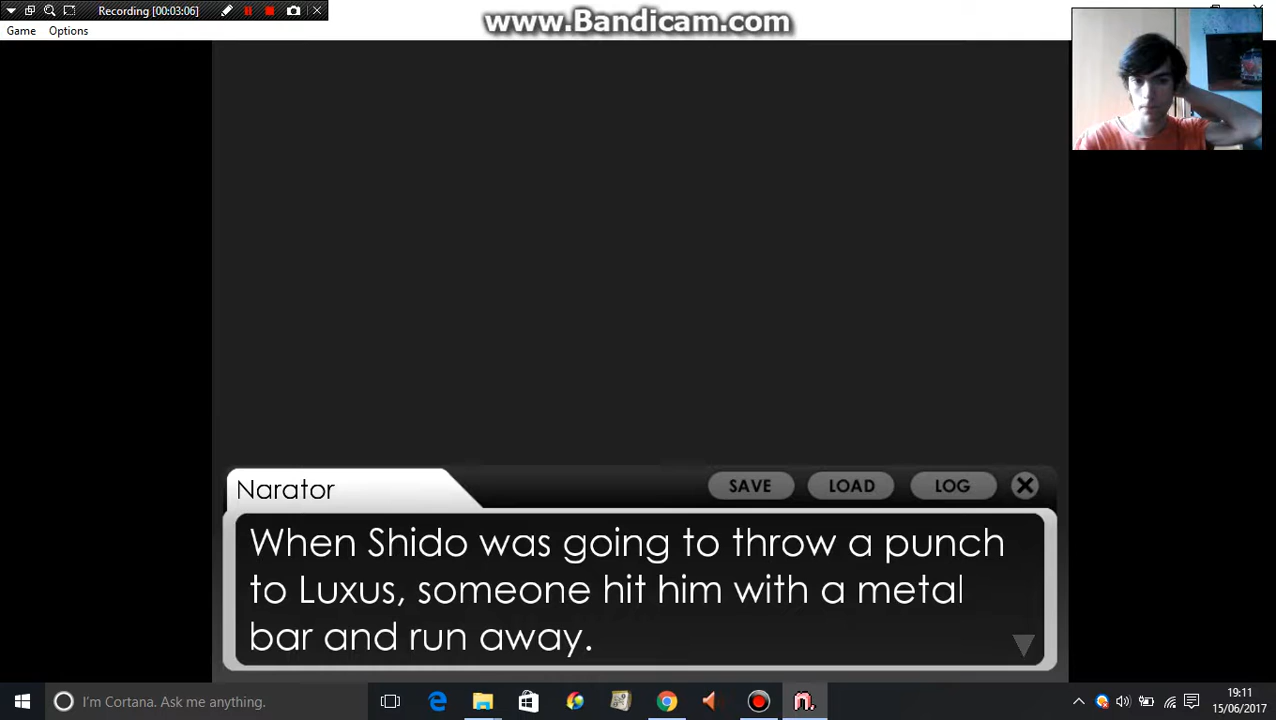 Recording [00:03:06]
www.Bandicam.com
Game Options
Narator
SAVE LOAD LOG
When Shido was going to throw a punch
to Luxus, someone hit him with a metal
bar and run away.
I'm Cortana. Ask me anything.
19:11
15/06/2017